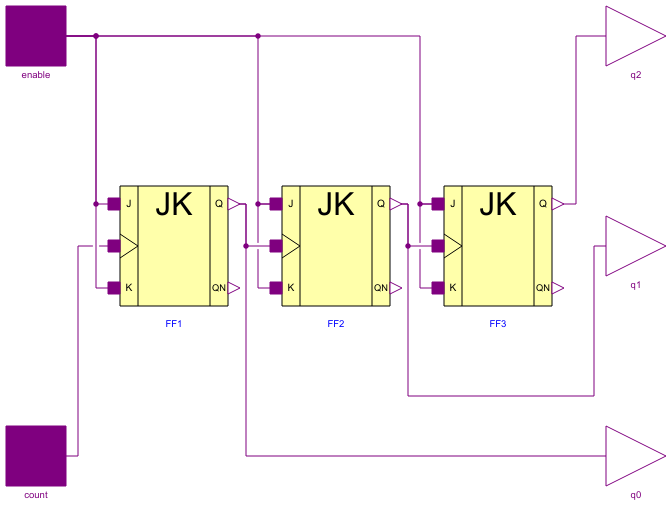 enable
q2
JK
J
Q
K
QN
FF1
JK
J
Q
K
QN
FF2
JK
J
Q
K
QN
FF3
q1
count
q0